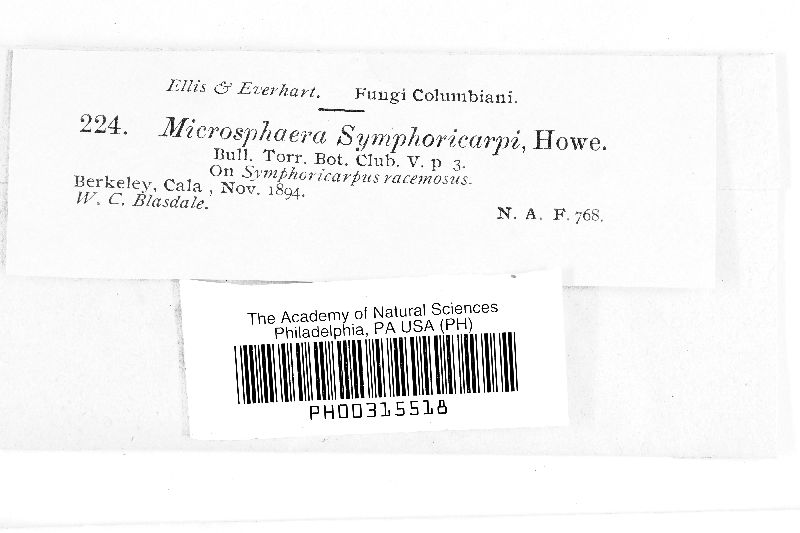 Ellis & Everhart. Fungi Columbiani.
224. Microsphaera Symphoricarpi, Howe.
Bull. Torr. Bot. Club. V. p 3.
On Symphoricarpus racemosus.
Berkeley, Cala , Nov. 1894.
W. C. Blasdale.
N. A. F. 768.
The Academy of Natural Sciences
Philadelphia, PA USA (PH)
PH00315518